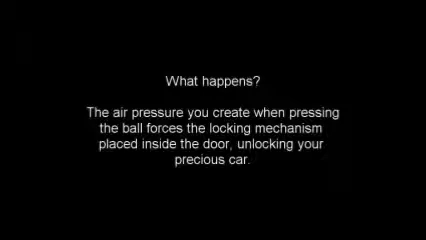 What happens?
The air pressure you create when pressing
the ball forces the locking mechanism
placed inside the door, unlocking your
precious car.